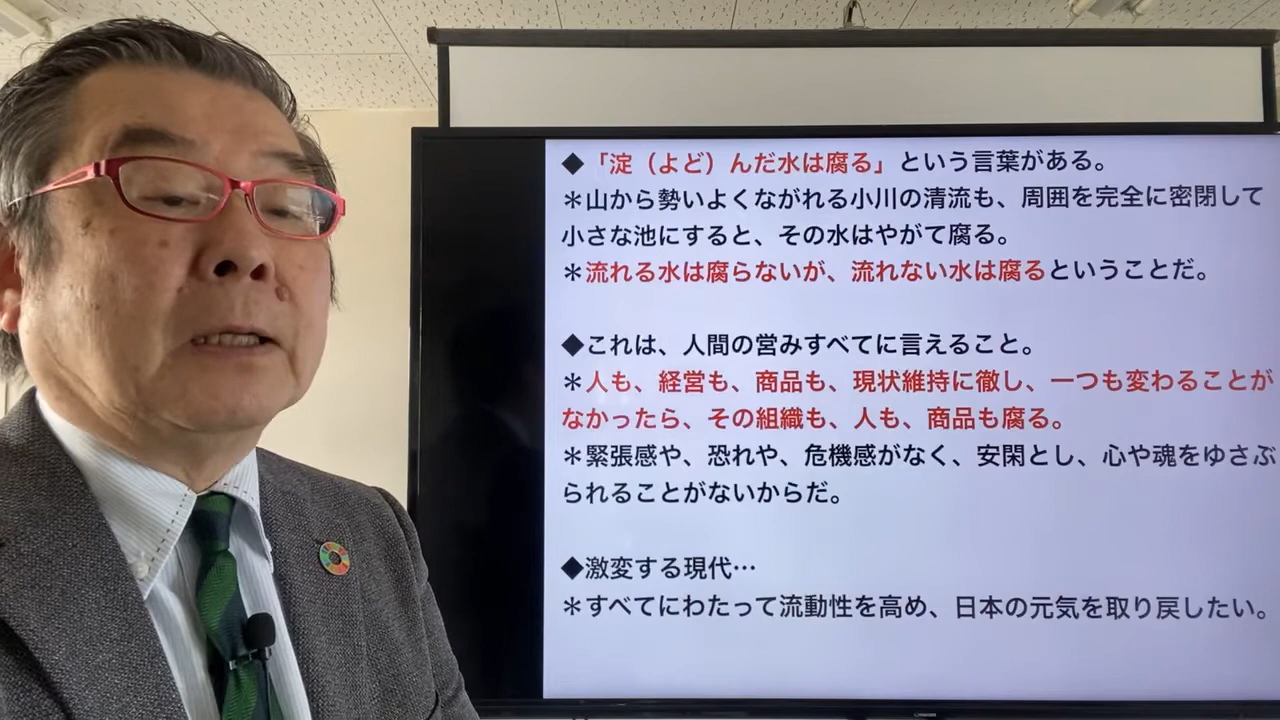 ◆「淀（よど）んだ水は腐る」という言葉がある。
＊山から勢いよくながれる小川の清流も、周囲を完全に密閉して
小さな池にすると、その水はやがて腐る。
＊流れる水は腐らないが、流れない水は腐るということだ。
◆これは、人間の営みすべてに言えること。
＊人も、経営も、商品も、現状維持に徹し、一つも変わることが
なかったら、その組織も、人も、商品も腐る。
＊緊張感や、恐れや、危機感がなく、安閑とし、心や魂をゆさぶ
られることがないからだ。
◆激変する現代…
＊すべてにわたって流動性を高め、日本の元気を取り戻したい。